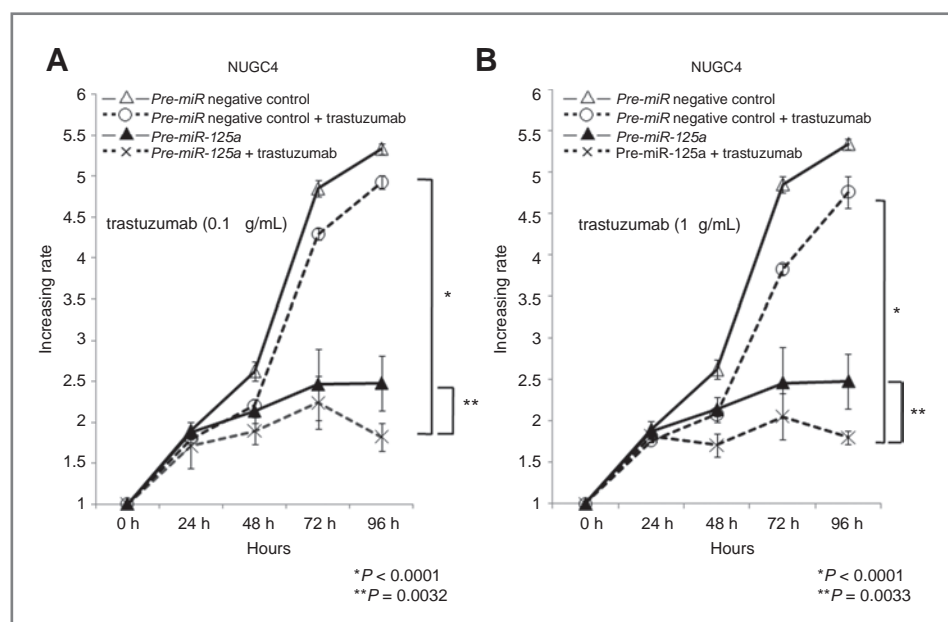 A
NUGC4
Pre-miR negative control
Pre-miR negative control + trastuzumab
Pre-miR-125a
Pre-miR-125a + trastuzumab
trastuzumab (0.1 g/mL)
Increasing rate
6
5.5
5
4.5
4
3.5
3
2.5
2
1.5
1
*
**
0 h 24 h 48 h 72 h 96 h
Hours
*P < 0.0001
**P = 0.0032
B
NUGC4
Pre-miR negative control
Pre-miR negative control + trastuzumab
Pre-miR-125a
Pre-miR-125a + trastuzumab
trastuzumab (1 g/mL)
Increasing rate
6
5.5
5
4.5
4
3.5
3
2.5
2
1.5
1
*
**
0 h 24 h 48 h 72 h 96 h
Hours
*P < 0.0001
**P = 0.0033